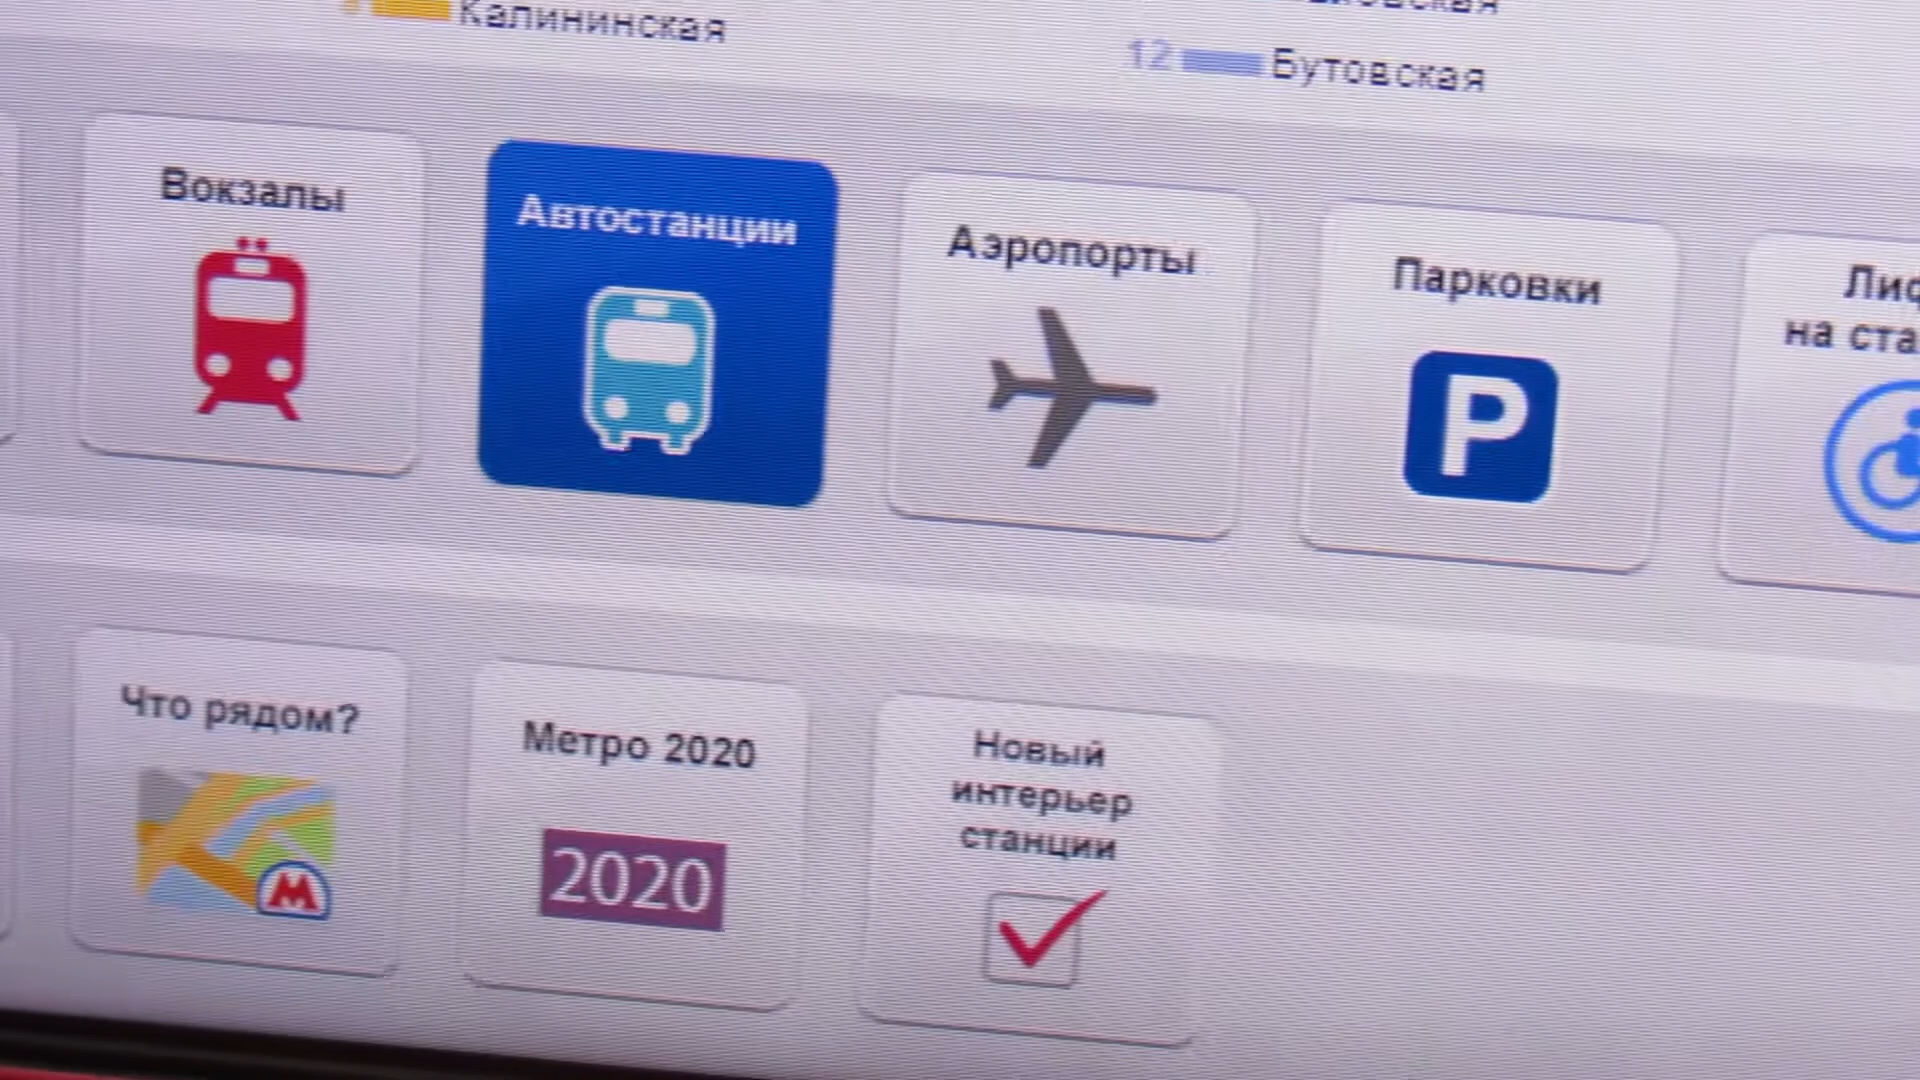 Калининская
12 Бутовская
Вокзалы
Автостанции
Аэропорты
Парковки
P
Что рядом?
М
Метро 2020
2020
Новый
интерьер
станции